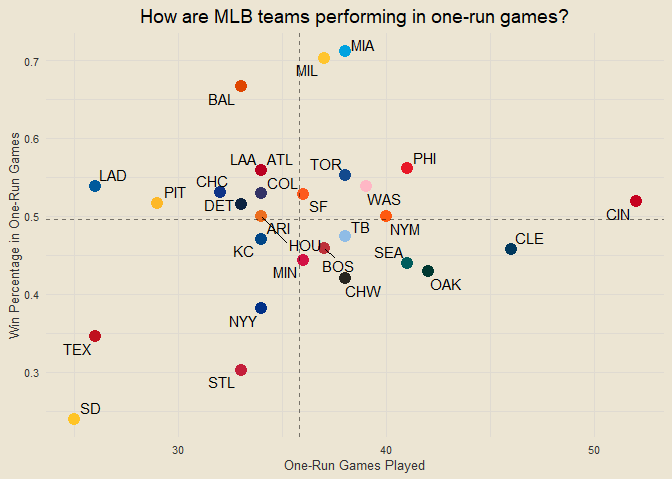 How are MLB teams performing in one-run games?
Win Percentage in One-Run Games
0.7
0.6
0.5
0.4
0.3
MIA
MIL
BAL
LAA ATL
TOR
PHI
LAD
PIT
CHC
COL
WAS
DET
SF
CIN
ARI
TB
NYM
KC
HOU
SEA
CLE
BOS
MIN
OAK
CHW
NYY
TEX
STL
SD
30
40
50
One-Run Games Played